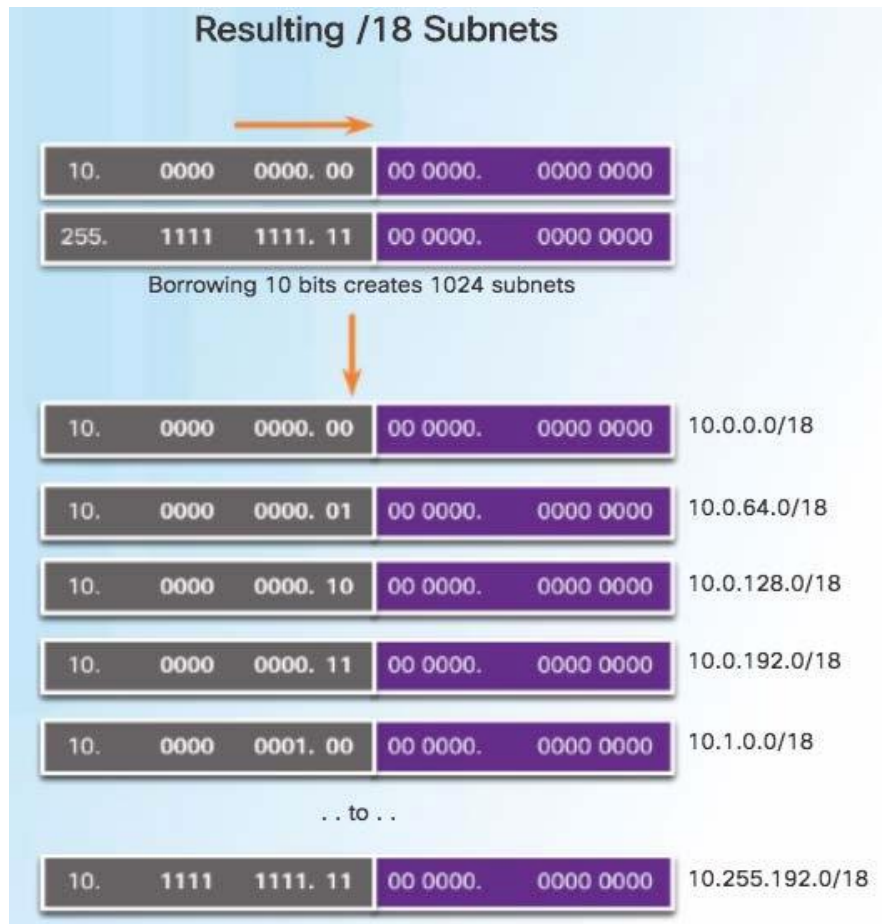 Resulting /18 Subnets
10. 0000 0000. 00 00 0000. 0000 0000
255. 1111 1111. 11 00 0000. 0000 0000
Borrowing 10 bits creates 1024 subnets
10. 0000 0000. 00 00 0000. 0000 0000 10.0.0.0/18
10. 0000 0000. 01 00 0000. 0000 0000 10.0.64.0/18
10. 0000 0000. 10 00 0000. 0000 0000 10.0.128.0/18
10. 0000 0000. 11 00 0000. 0000 0000 10.0.192.0/18
10. 0000 0001. 00 00 0000. 0000 0000 10.1.0.0/18
. . to . .
10. 1111 1111. 11 00 0000. 0000 0000 10.255.192.0/18